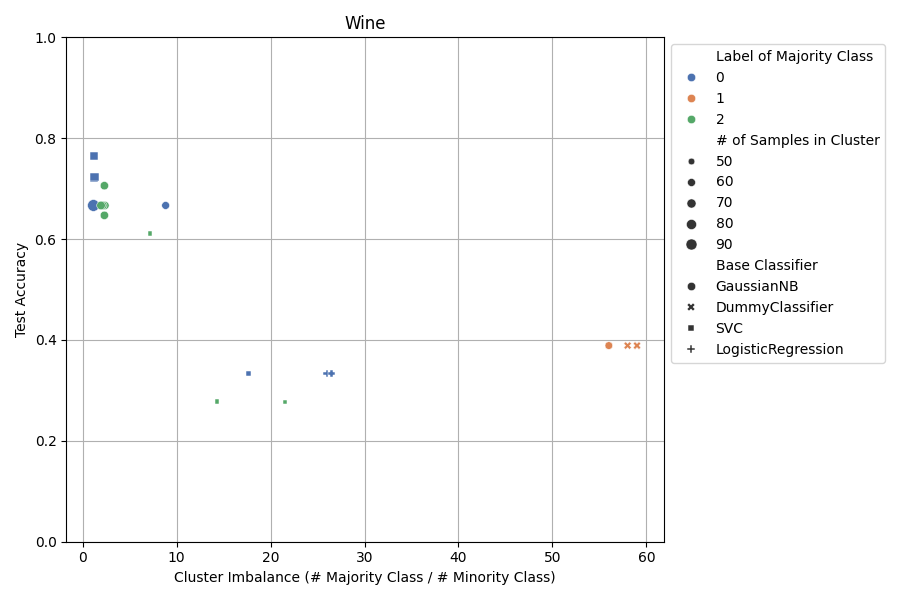 Wine
1.0
0.8
0.6
0.4
0.2
0.0
Test Accuracy
0 10 20 30 40 50 60
Cluster Imbalance (# Majority Class / # Minority Class)
Label of Majority Class
0
1
2
# of Samples in Cluster
50
60
70
80
90
Base Classifier
GaussianNB
DummyClassifier
SVC
LogisticRegression